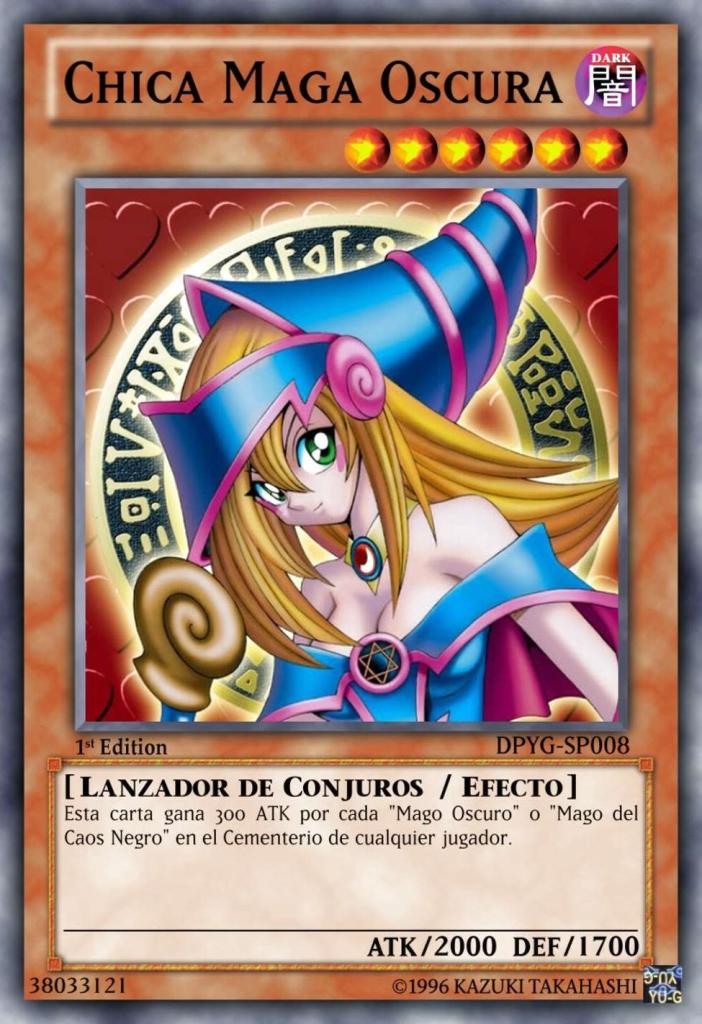 Chica Maga Oscura
DARK
闇
1st Edition
DPYG-SP008
[Lanzador de Conjuros / Efecto]
Esta carta gana 300 ATK por cada "Mago Oscuro" o "Mago del
Caos Negro" en el Cementerio de cualquier jugador.
ATK/2000 DEF/1700
38033121
©1996 KAZUKI TAKAHASHI